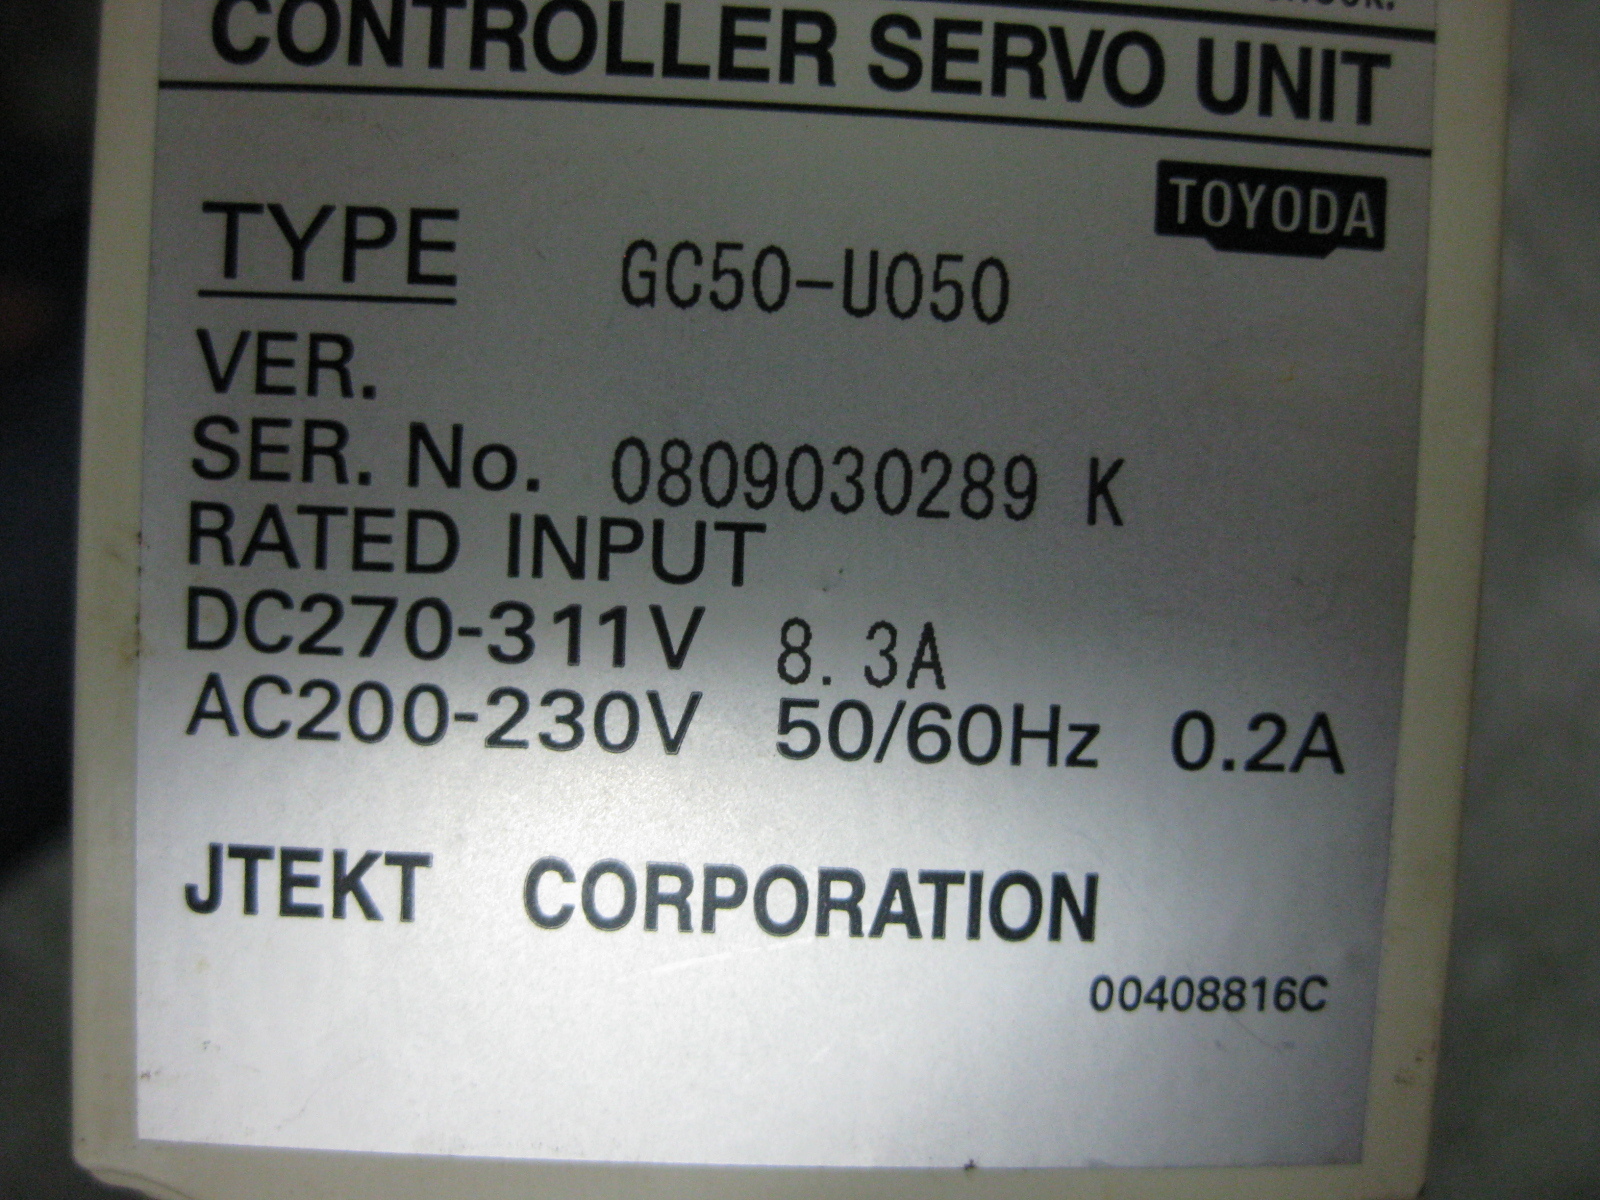 CONTROLLER SERVO UNIT
TOYODA
TYPE GC50-U050
VER.
SER. No. 0809030289 K
RATED INPUT
DC270-311V 8.3A
AC200-230V 50/60Hz 0.2A
JTEKT CORPORATION
00408816C